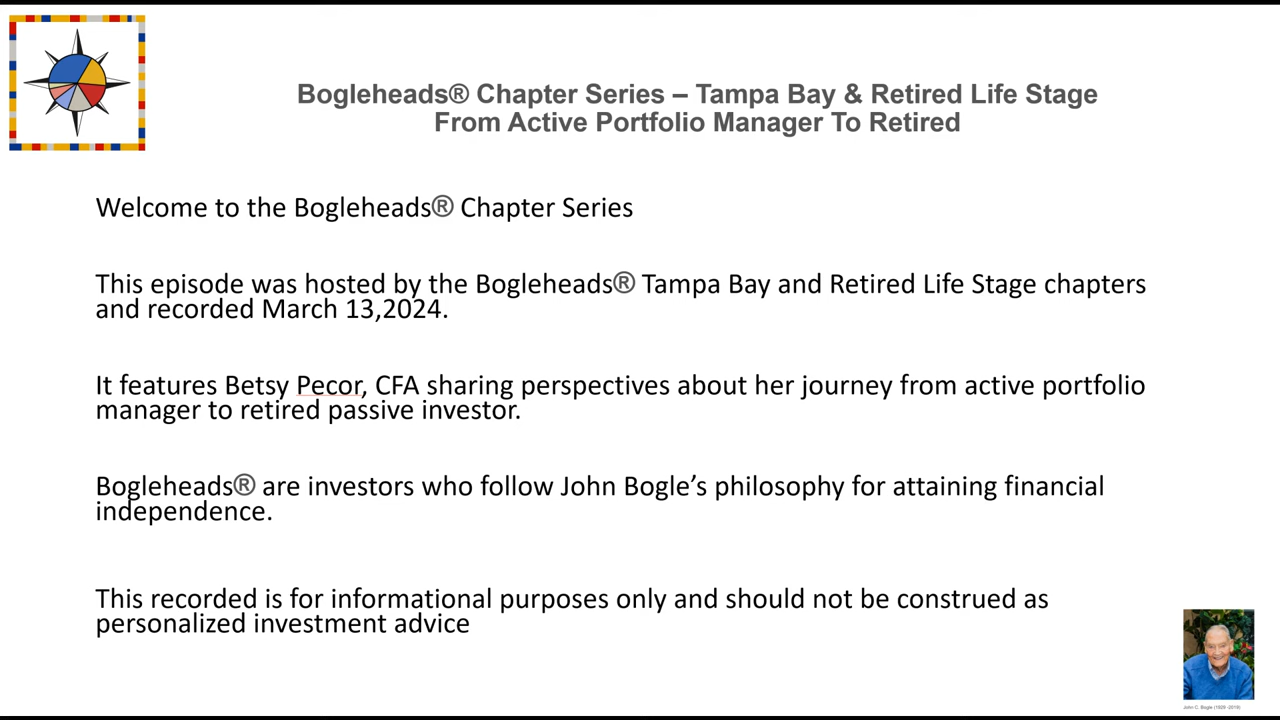 Bogleheads® Chapter Series – Tampa Bay & Retired Life Stage
From Active Portfolio Manager To Retired
Welcome to the Bogleheads® Chapter Series
This episode was hosted by the Bogleheads® Tampa Bay and Retired Life Stage chapters
and recorded March 13,2024.
It features Betsy Pecor, CFA sharing perspectives about her journey from active portfolio
manager to retired passive investor.
Bogleheads® are investors who follow John Bogle’s philosophy for attaining financial
independence.
This recorded is for informational purposes only and should not be construed as
personalized investment advice
John C. Bogle (1929 -2019)